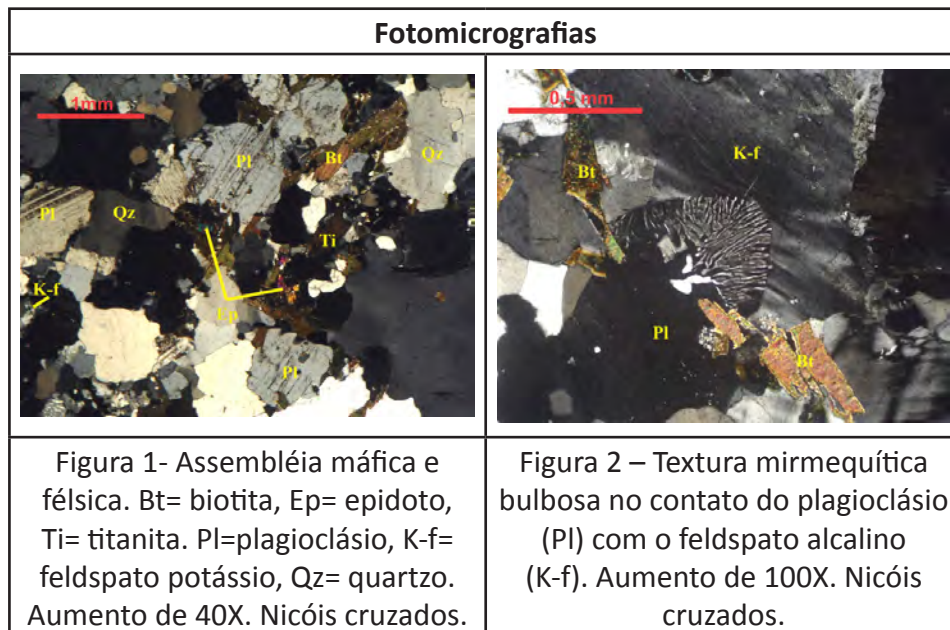 Fotomicrografias
1mm
Pl
Bt
Qz
Pl
Qz
Ti
K-f
Ep
Pl
0,5 mm
K-f
Bt
Pl
Bt
Figura 1- Assembléia máfica e
félsica. Bt= biotita, Ep= epidoto,
Ti= titanita. Pl=plagioclásio, K-f=
feldspato potássio, Qz= quartzo.
Aumento de 40X. Nicóis cruzados.
Figura 2 – Textura mirmequítica
bulbosa no contato do plagioclásio
(Pl) com o feldspato alcalino
(K-f). Aumento de 100X. Nicóis
cruzados.